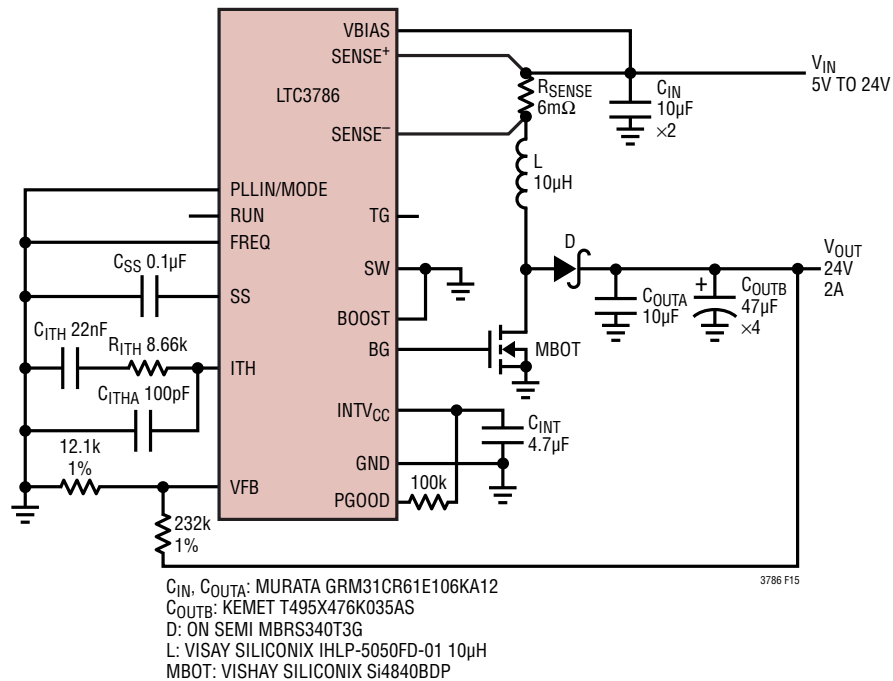 VBIAS
SENSE+
LTC3786
SENSE–
RSENSE
6mΩ
CIN
10μF
×2
VIN
5V TO 24V
L
10μH
PLLIN/MODE
RUN
FREQ
TG
CSS 0.1μF
SS
SW
BOOST
D
COUTA
10μF
+
COUTB
47μF
×4
VOUT
24V
2A
CITH 22nF
RITH 8.66k
ITH
BG
MBOT
CITHA 100pF
INTVCC
CINT
4.7μF
12.1k
1%
GND
VFB
PGOOD
100k
232k
1%
3786 F15
CIN, COUTA: MURATA GRM31CR61E106KA12
COUTB: KEMET T495X476K035AS
D: ON SEMI MBRS340T3G
L: VISAY SILICONIX IHLP-5050FD-01 10μH
MBOT: VISHAY SILICONIX Si4840BDP